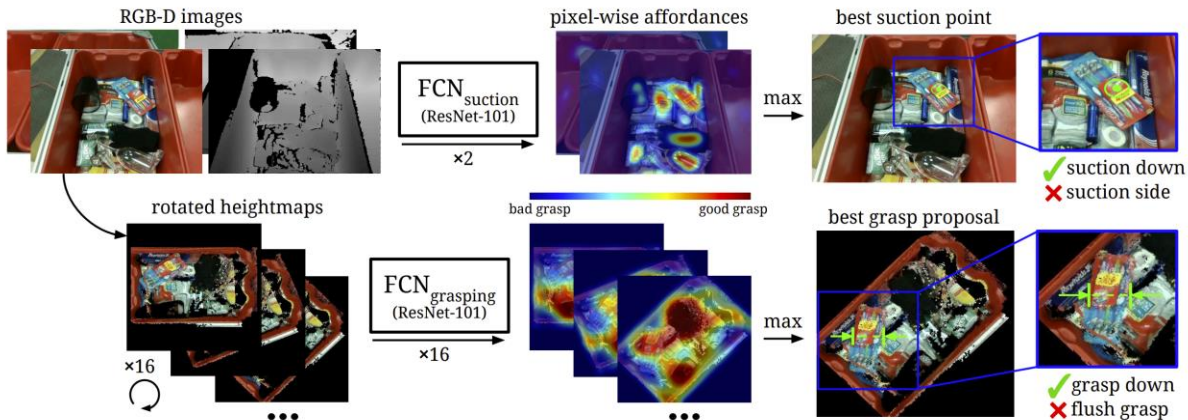 RGB-D images
pixel-wise affordances
best suction point
FCN suction
(ResNet-101)
×2
max
suction down
suction side
rotated heightmaps
bad grasp
good grasp
best grasp proposal
FCN grasping
(ResNet-101)
×16
×16
max
grasp down
flush grasp